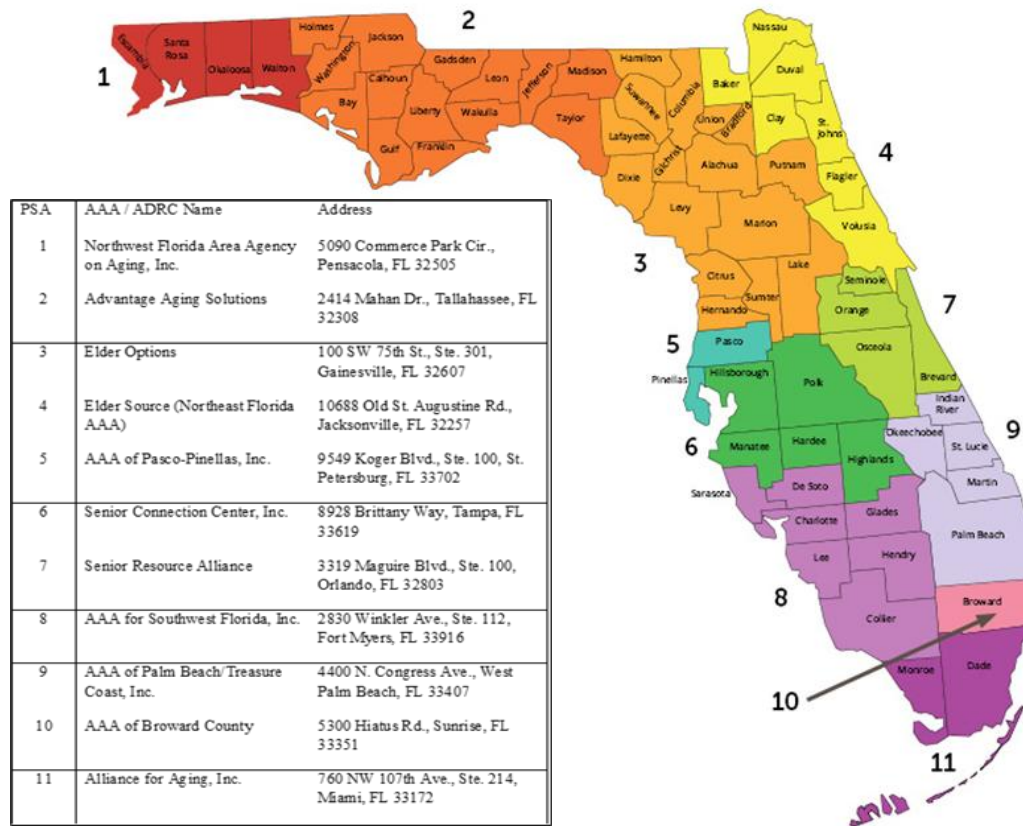 2
1
Escambia
Santa
Rosa
Okaloosa
Walton
Holmes
Washington
Jackson
Bay
Calhoun
Gulf
Liberty
Gadsden
Franklin
Leon
Wakulla
Jefferson
Madison
Taylor
Hamilton
Suwannee
Columbia
Lafayette
Dixie
Gilchrist
Union
Bradford
Alachua
Putnam
Levy
Marion
Citrus
Sumter
Lake
Hernando
3
Nassau
Duval
Baker
Clay
St.
Johns
Flagler
Volusia
4
Seminole
Orange
Osceola
Brevard
7
5
Pasco
Pinellas
Hillsborough
Polk
Manatee
Hardee
Highlands
6
Indian
River
Okeechobee
St. Lucie
Martin
Palm Beach
9
Sarasota
De Soto
Charlotte
Glades
Lee
Hendry
Collier
8
Broward
10
Monroe
Dade
11
PSA AAA / ADRC Name Address
1 Northwest Florida Area Agency 5090 Commerce Park Cir.,
on Aging, Inc. Pensacola, FL 32505
2 Advantage Aging Solutions 2414 Mahan Dr., Tallahassee, FL
32308
3 Elder Options 100 SW 75th St., Ste. 301,
Gainesville, FL 32607
4 Elder Source (Northeast Florida 10688 Old St. Augustine Rd.,
AAA) Jacksonville, FL 32257
5 AAA of Pasco-Pinellas, Inc. 9549 Koger Blvd., Ste. 100, St.
Petersburg, FL 33702
6 Senior Connection Center, Inc. 8928 Brittany Way, Tampa, FL
33619
7 Senior Resource Alliance 3319 Maguire Blvd., Ste. 100,
Orlando, FL 32803
8 AAA for Southwest Florida, Inc. 2830 Winkler Ave., Ste. 112,
Fort Myers, FL 33916
9 AAA of Palm Beach/Treasure 4400 N. Congress Ave., West
Coast, Inc. Palm Beach, FL 33407
10 AAA of Broward County 5300 Hiatus Rd., Sunrise, FL
33351
11 Alliance for Aging, Inc. 760 NW 107th Ave., Ste. 214,
Miami, FL 33172